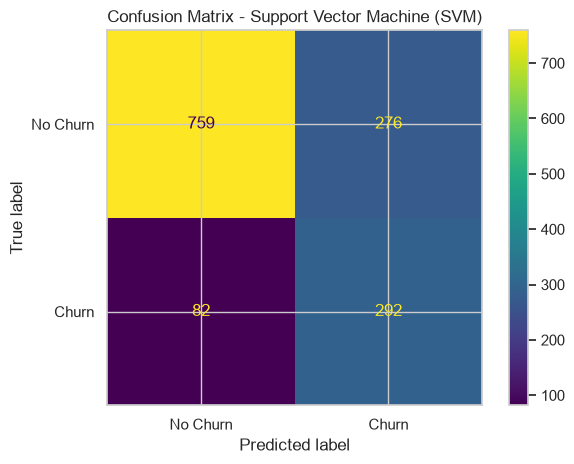 Confusion Matrix - Support Vector Machine (SVM)
True label
No Churn
Churn
759
276
82
292
No Churn
Churn
Predicted label
700
600
500
400
300
200
100